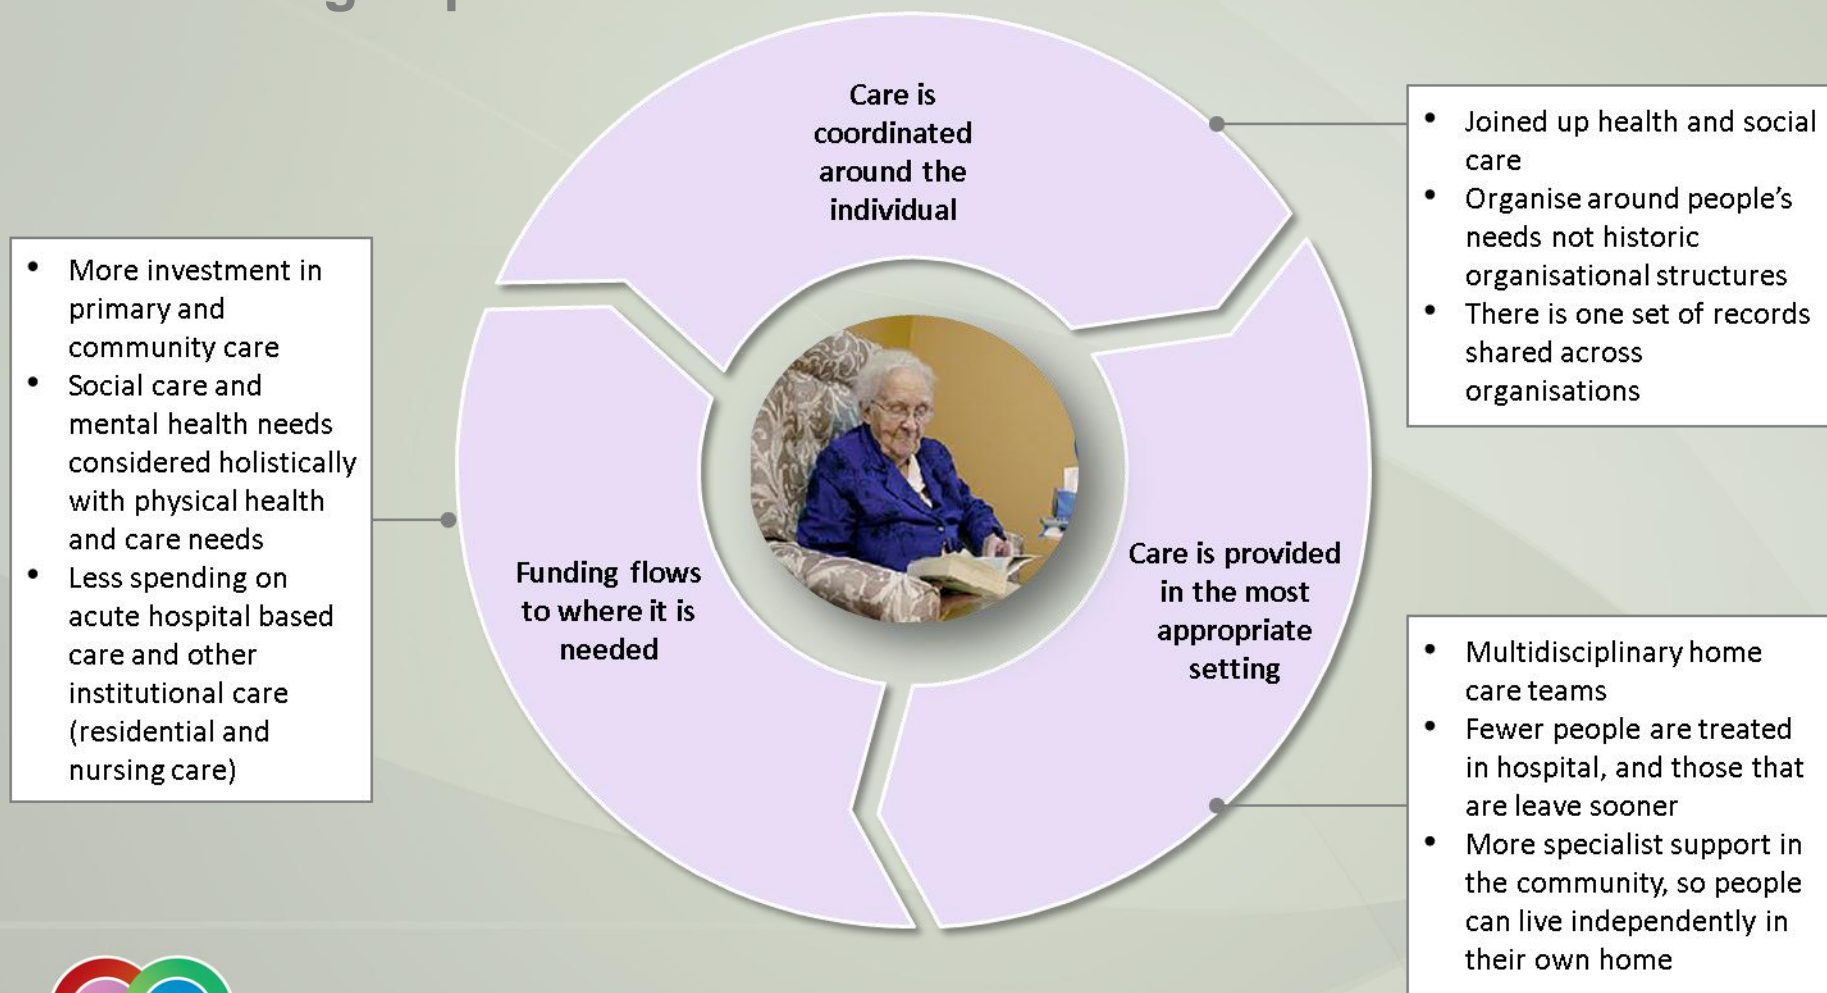 Care is
coordinated
around the
individual
• Joined up health and social
care
• Organise around people's
needs not historic
organisational structures
• There is one set of records
shared across
organisations
• More investment in
primary and
community care
• Social care and
mental health needs
considered holistically
with physical health
and care needs
• Less spending on
acute hospital based
care and other
institutional care
(residential and
nursing care)
Funding flows
to where it is
needed
Care is provided
in the most
appropriate
setting
• Multidisciplinary home
care teams
• Fewer people are treated
in hospital, and those that
are leave sooner
• More specialist support in
the community, so people
can live independently in
their own home